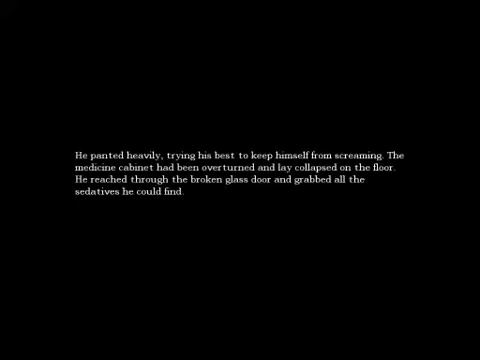 He panted heavily, trying his best to keep himself from screaming. The
medicine cabinet had been overturned and lay collapsed on the floor.
He reached through the broken glass door and grabbed all the
sedatives he could find.